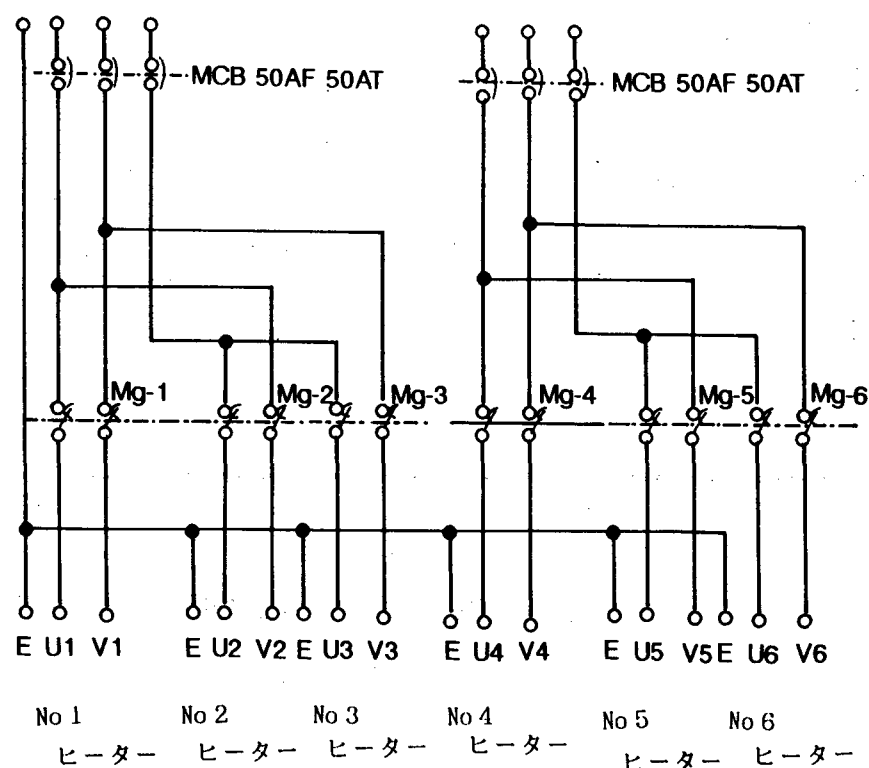 MCB 50AF 50AT
MCB 50AF 50AT
Mg-1
Mg-2
Mg-3
Mg-4
Mg-5
Mg-6
E U1 V1 E U2 V2 E U3 V3 E U4 V4 E U5 V5 E U6 V6
No 1 No 2 No 3 No 4 No 5 No 6
ヒーター ヒーター ヒーター ヒーター ヒーター ヒーター